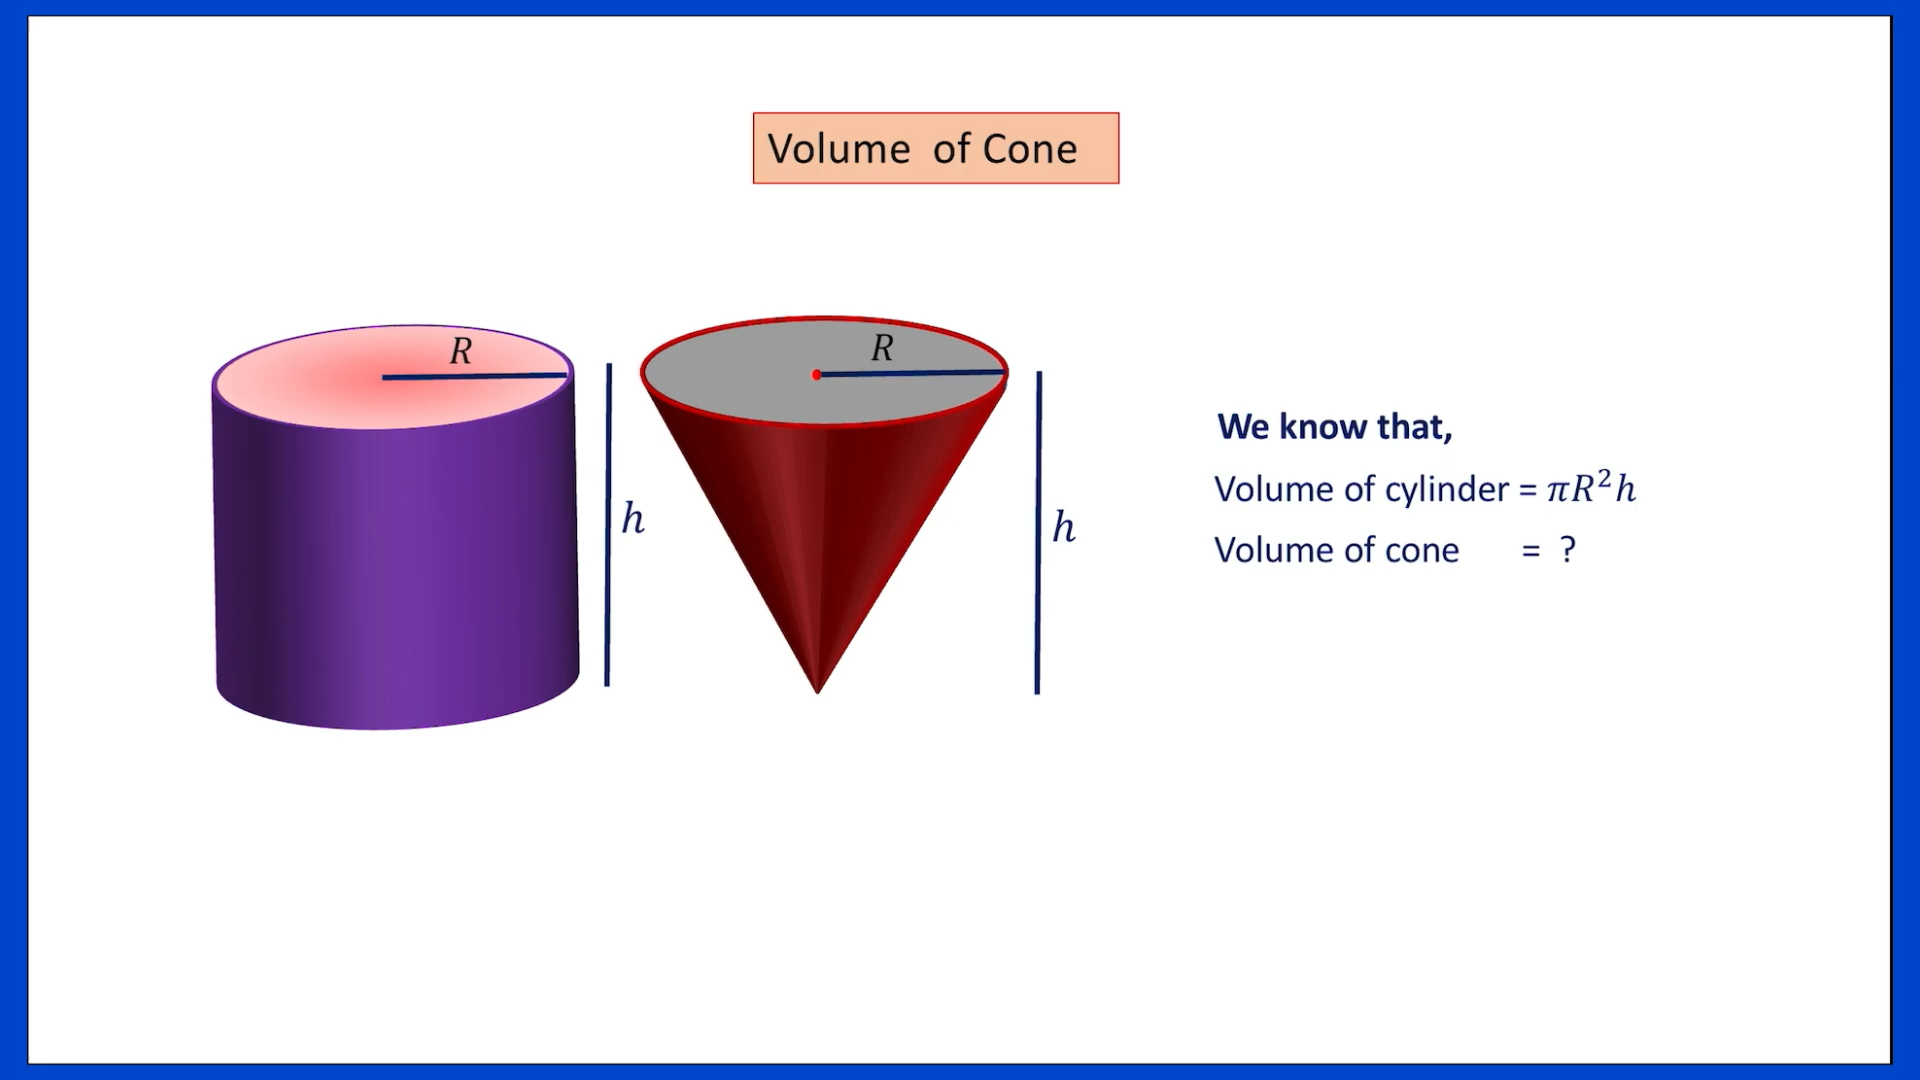 Volume of Cone
R
R
h
h
We know that,
Volume of cylinder = πR²h
Volume of cone = ?